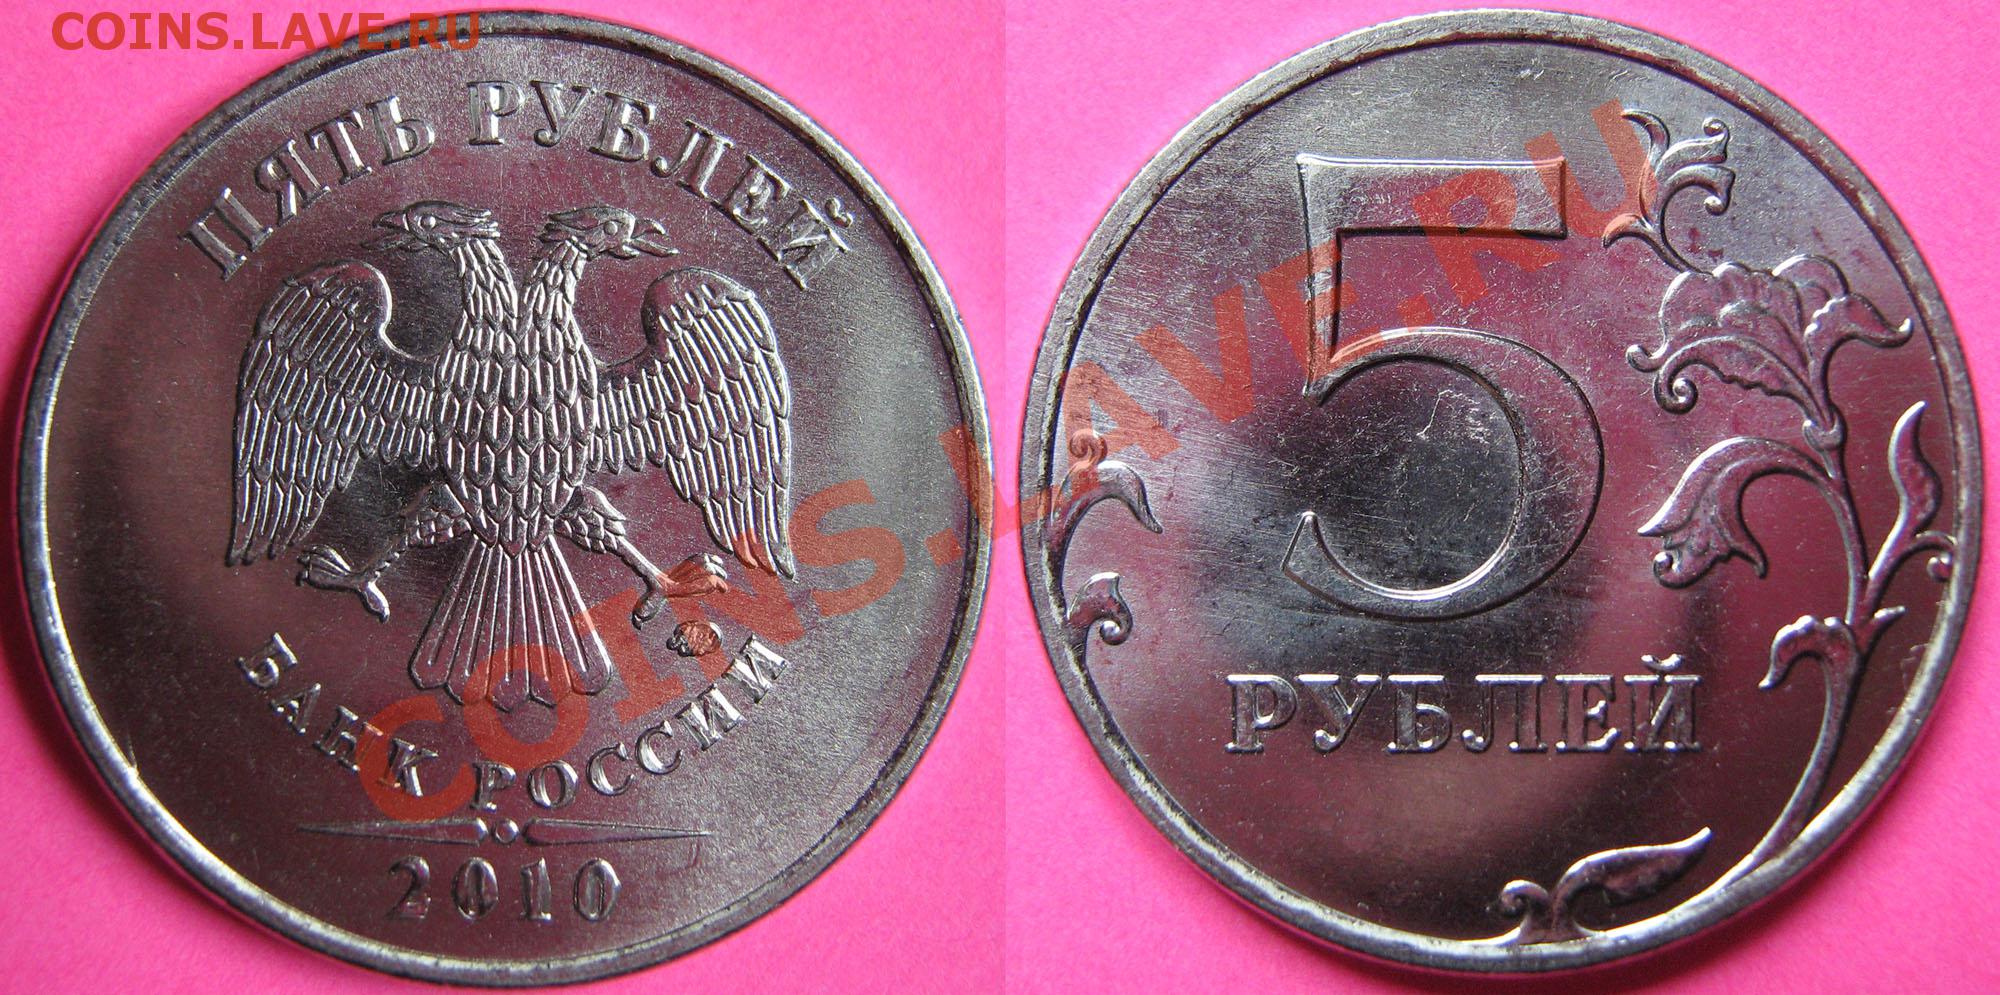 COINS.LAVE.RU
ПЯТЬ РУБЛЕЙ
БАНК РОССИИ
2010
5
РУБЛЕЙ
COINS.LAVE.RU